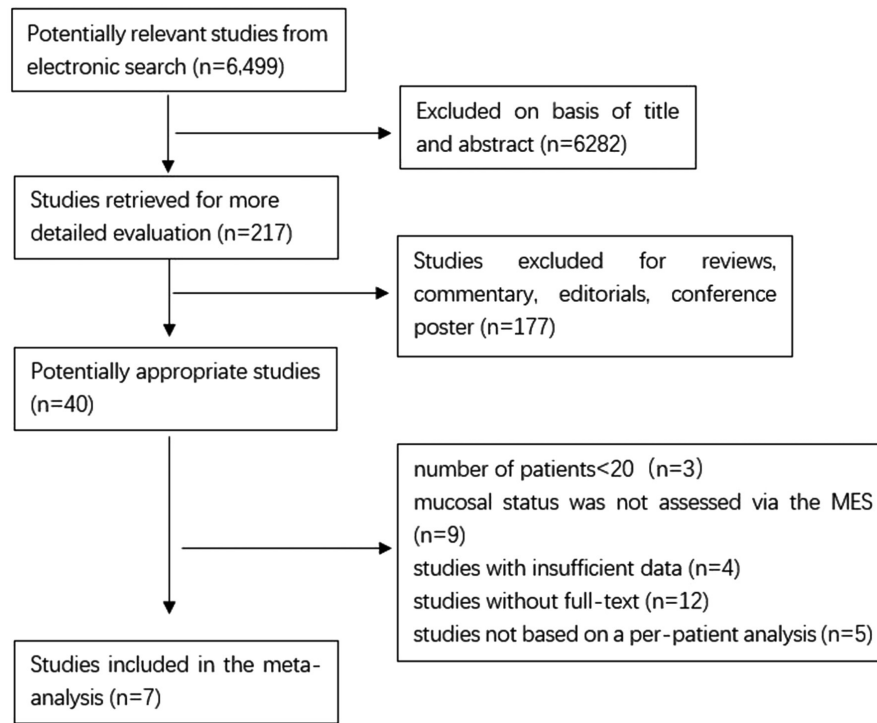 Potentially relevant studies from
electronic search (n=6,499)
Excluded on basis of title
and abstract (n=6282)
Studies retrieved for more
detailed evaluation (n=217)
Studies excluded for reviews,
commentary, editorials, conference
poster (n=177)
Potentially appropriate studies
(n=40)
number of patients<20（n=3）
mucosal status was not assessed via the MES
(n=9)
studies with insufficient data (n=4)
studies without full-text (n=12)
studies not based on a per-patient analysis (n=5)
Studies included in the meta-
analysis (n=7)